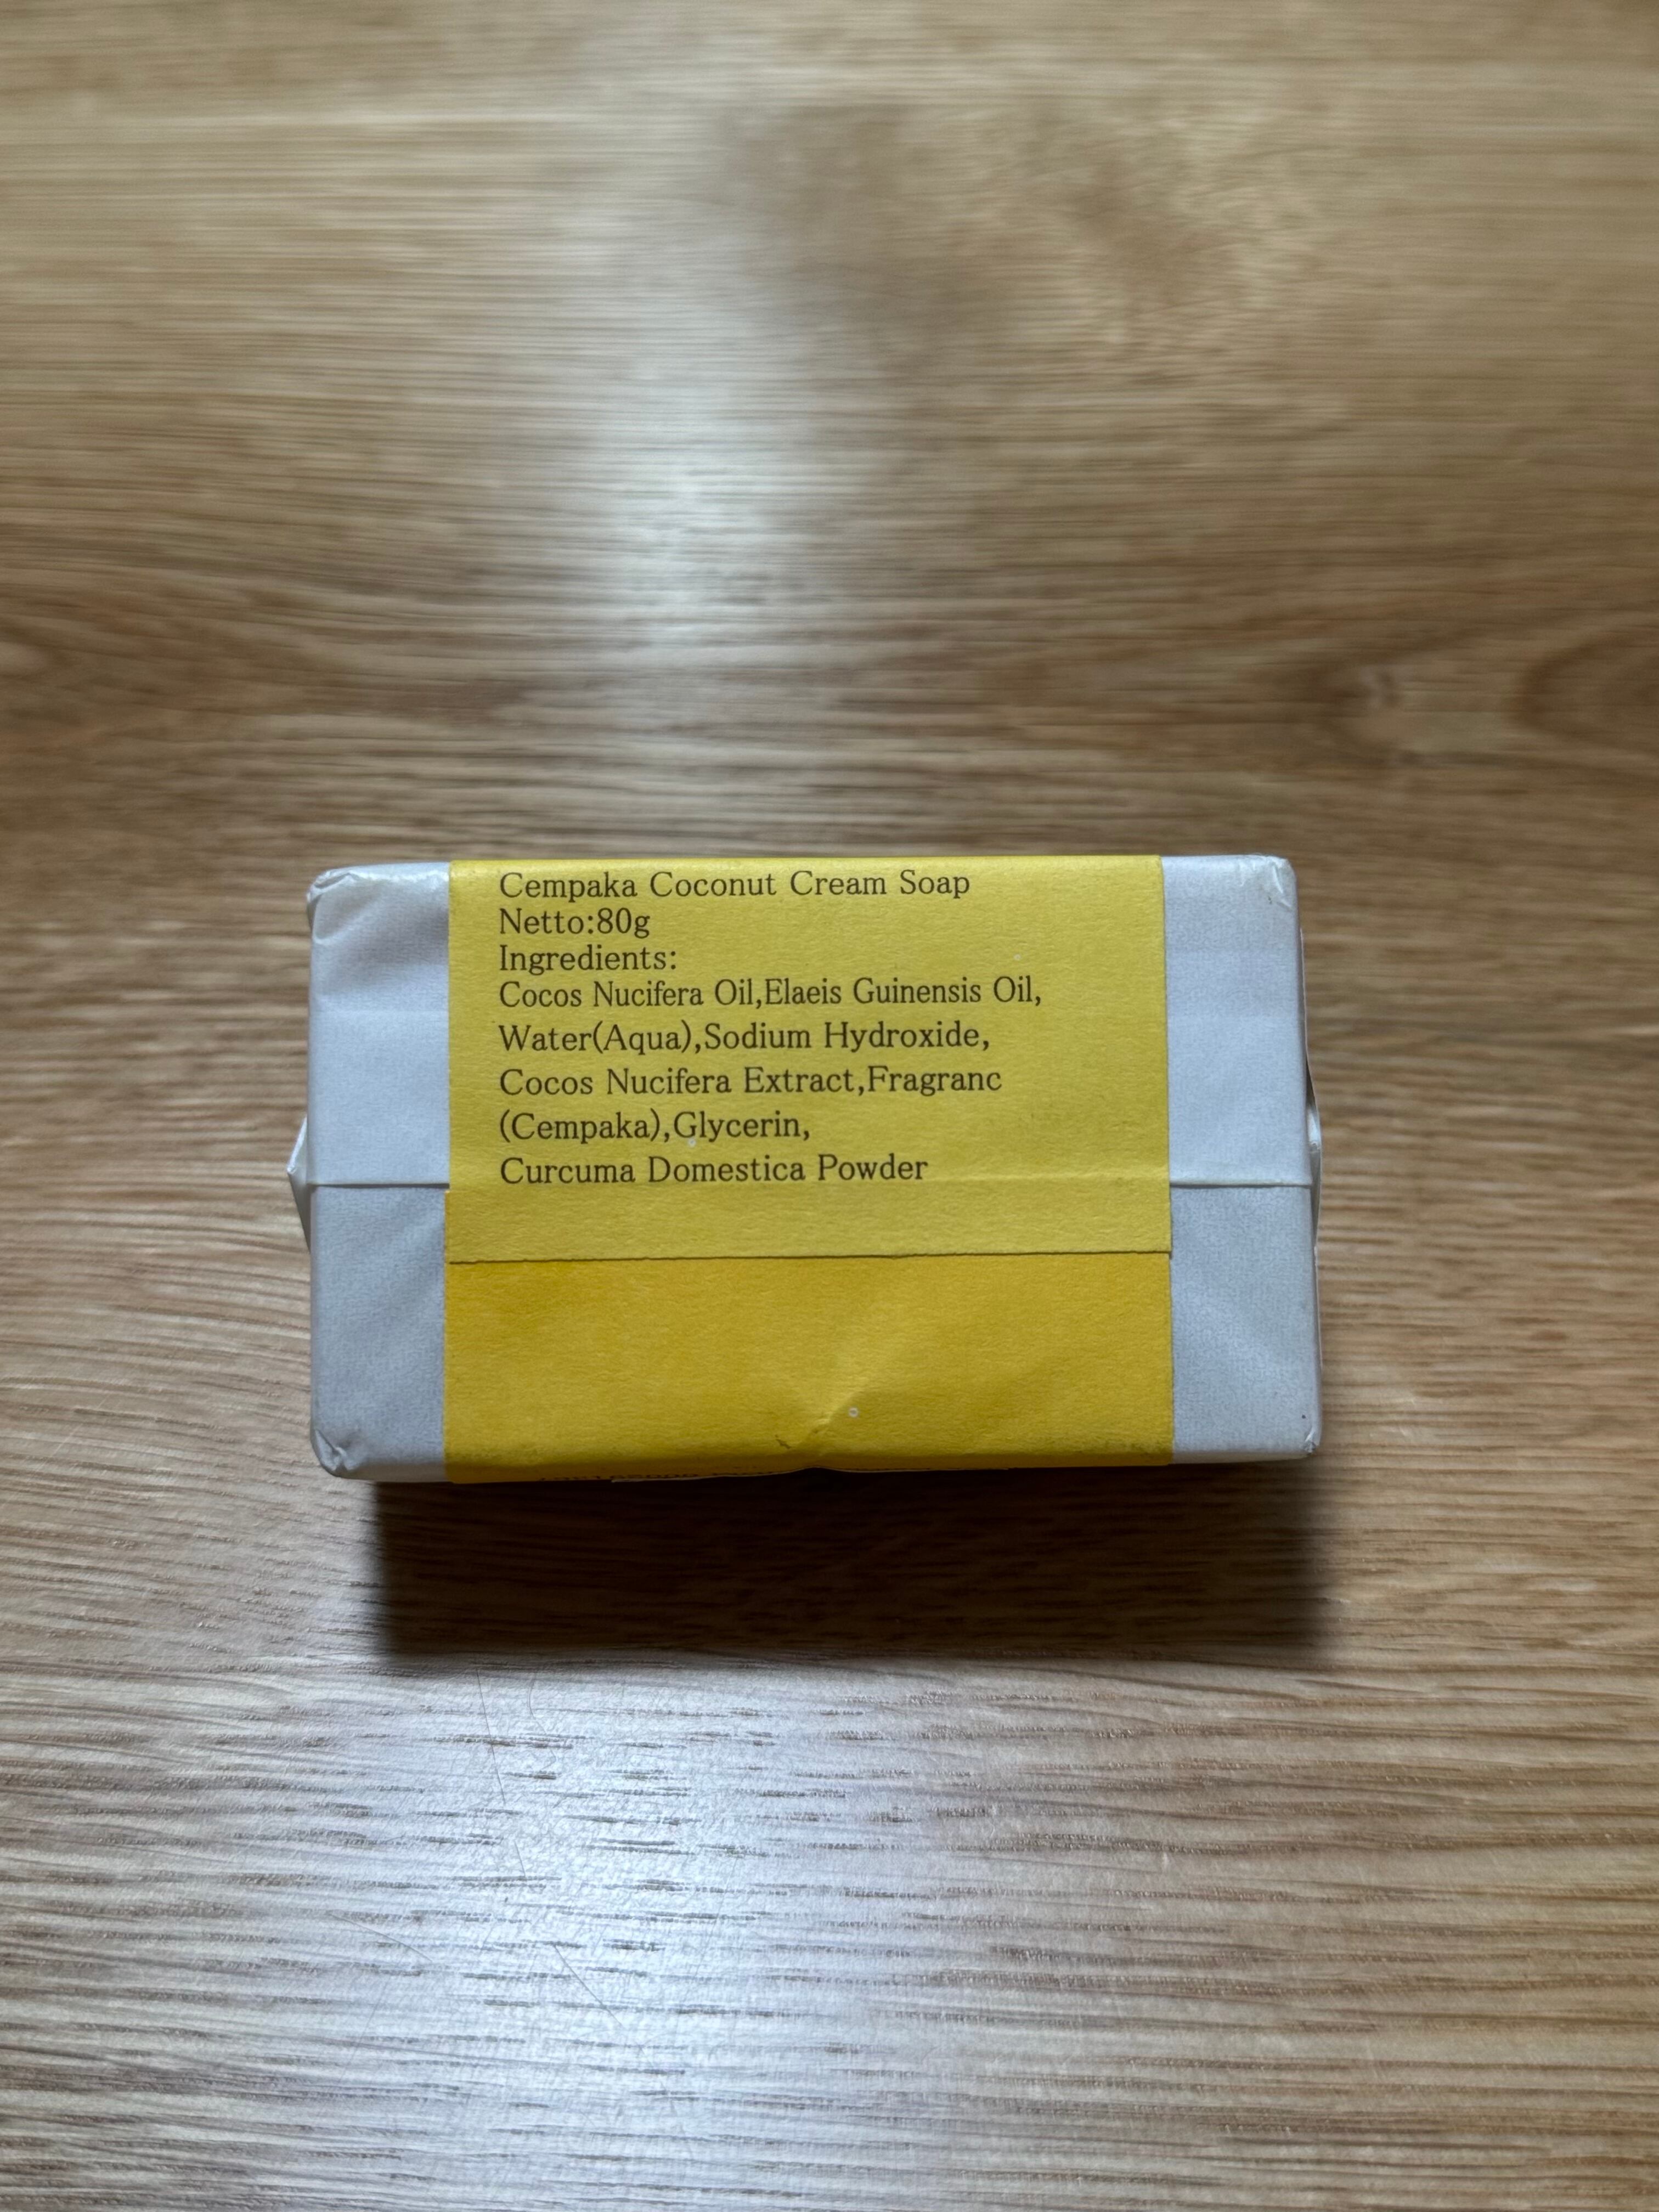 Cempaka Coconut Cream Soap
Netto:80g
Ingredients:
Cocos Nucifera Oil,Elaeis Guinensis Oil,
Water(Aqua),Sodium Hydroxide,
Cocos Nucifera Extract,Fragranc
(Cempaka),Glycerin,
Curcuma Domestica Powder